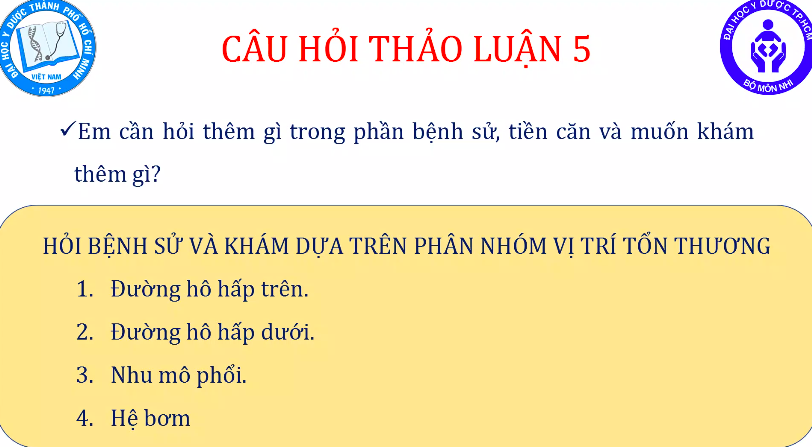 ĐẠI HỌC Y DƯỢC THÀNH PHỐ HỒ CHÍ MINH
VIỆT NAM
1947
CÂU HỎI THẢO LUẬN 5
ĐẠI HỌC Y DƯỢC TP.HCM
BỘ MÔN NHI
✓Em cần hỏi thêm gì trong phần bệnh sử, tiền căn và muốn khám
thêm gì?
HỎI BỆNH SỬ VÀ KHÁM DỰA TRÊN PHÂN NHÓM VỊ TRÍ TỔN THƯƠNG
1. Đường hô hấp trên.
2. Đường hô hấp dưới.
3. Nhu mô phổi.
4. Hệ bơm